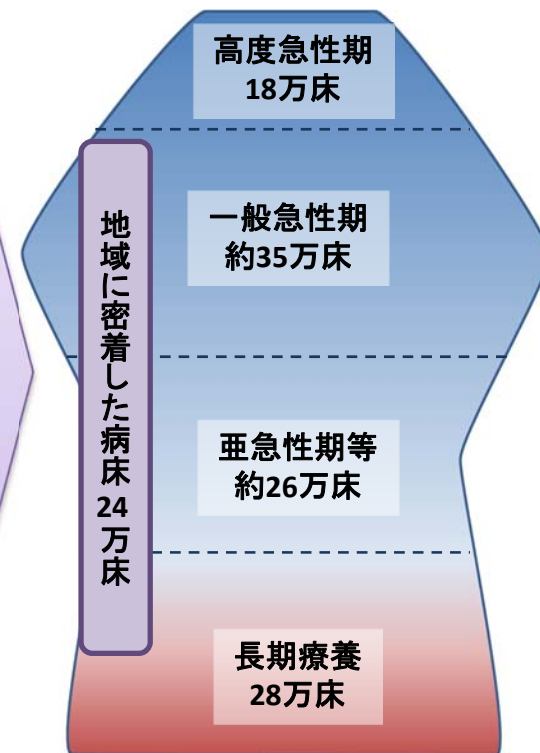 高度急性期
18万床
一般急性期
約35万床
地域に密着した病床24万床
亜急性期等
約26万床
長期療養
28万床